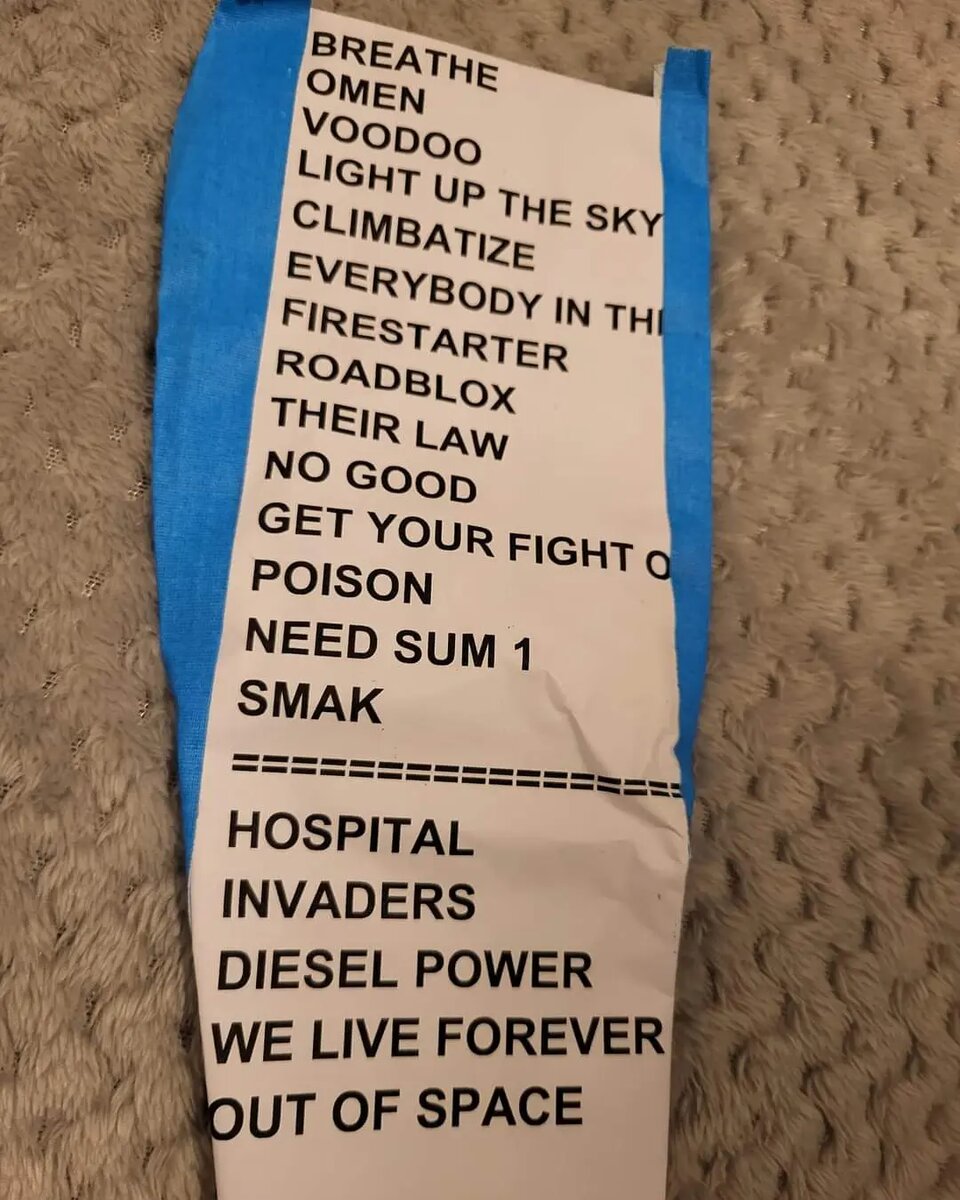 BREATHE
OMEN
VOODOO
LIGHT UP THE SKY
CLIMBATIZE
EVERYBODY IN TH
FIRESTARTER
ROADBLOX
THEIR LAW
NO GOOD
GET YOUR FIGHT O
POISON
NEED SUM 1
SMAK
==================
HOSPITAL
INVADERS
DIESEL POWER
WE LIVE FOREVER
OUT OF SPACE